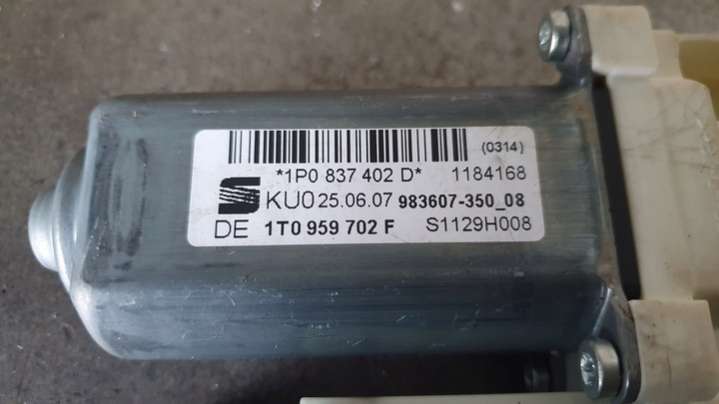 (0314)
*1P0 837 402 D* 1184168
KU0 25.06.07 983607-350_08
DE 1T0 959 702 F S1129H008